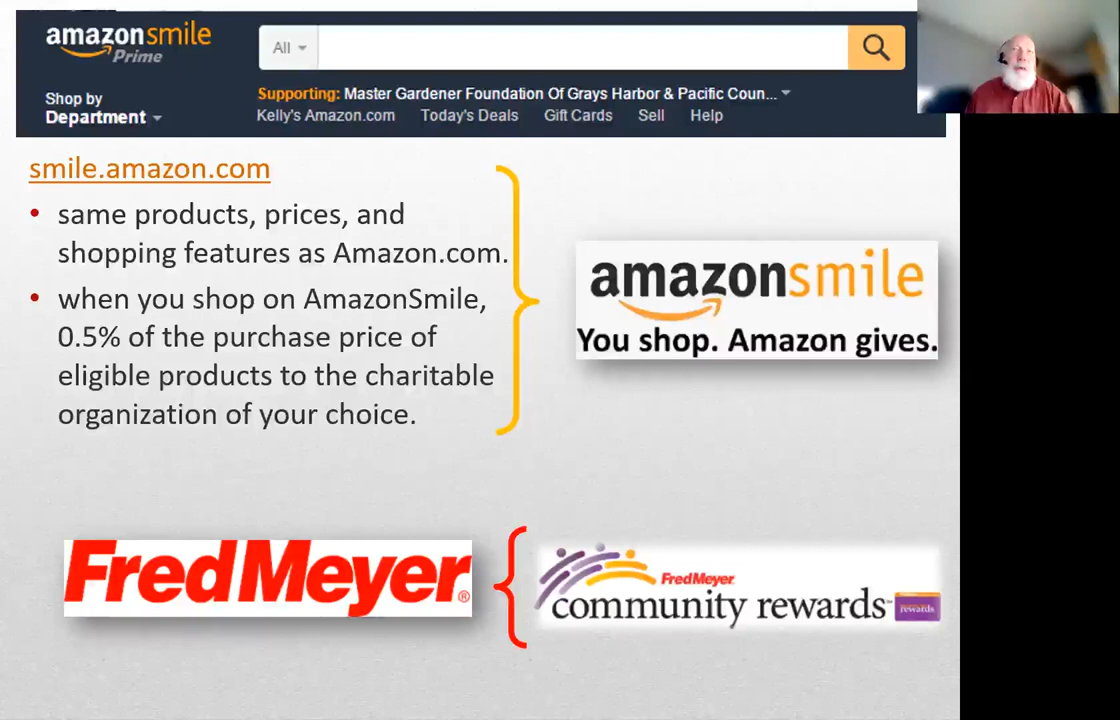 amazonsmile
Prime
All
Shop by
Department
Supporting: Master Gardener Foundation Of Grays Harbor & Pacific Coun...
Kelly's Amazon.com Today's Deals Gift Cards Sell Help
smile.amazon.com
• same products, prices, and
shopping features as Amazon.com.
• when you shop on AmazonSmile,
0.5% of the purchase price of
eligible products to the charitable
organization of your choice.
amazonsmile
You shop. Amazon gives.
FredMeyer®
FredMeyer
community rewards™
rewards